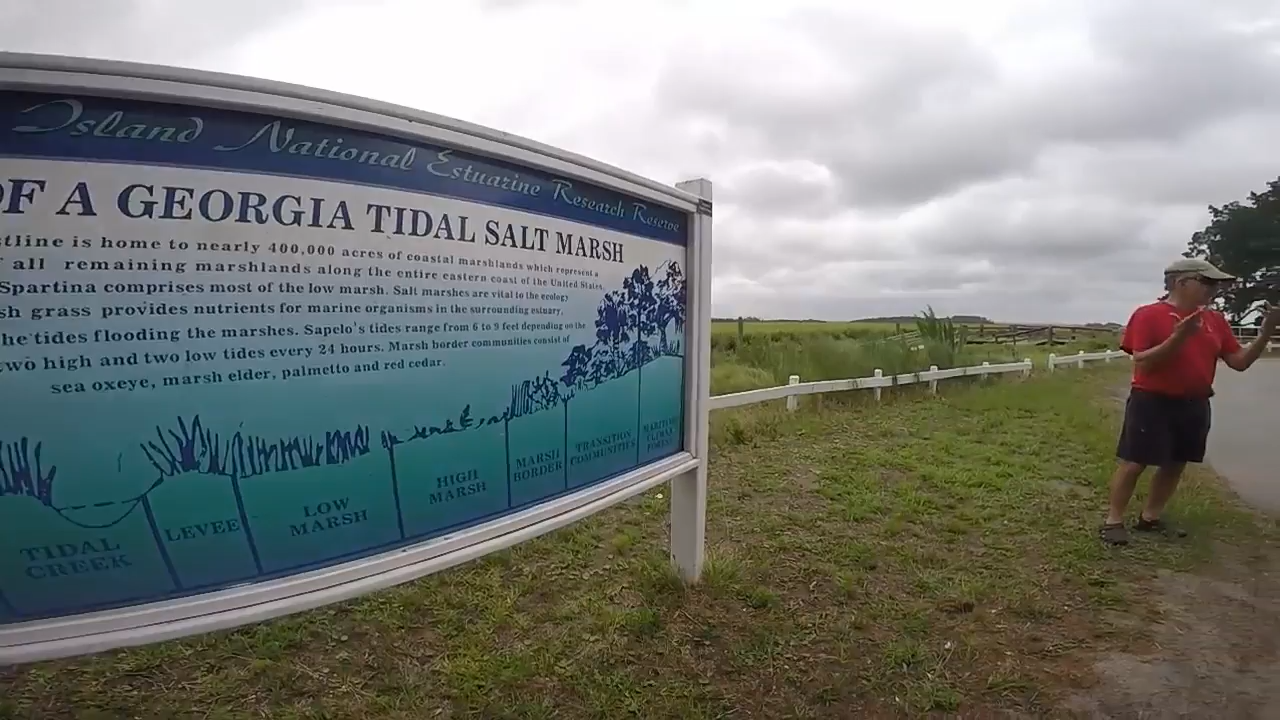 Island National Estuarine Research Reserve
OF A GEORGIA TIDAL SALT MARSH
stline is home to nearly 400,000 acres of coastal marshlands which represent a
f all remaining marshlands along the entire eastern coast of the United States.
Spartina comprises most of the low marsh. Salt marshes are vital to the ecology
sh grass provides nutrients for marine organisms in the surrounding estuary,
he tides flooding the marshes. Sapelo's tides range from 6 to 9 feet depending on the
two high and two low tides every 24 hours. Marsh border communities consist of
sea oxeye, marsh elder, palmetto and red cedar.
TIDAL
CREEK
LEVEE
LOW
MARSH
HIGH
MARSH
MARSH
BORDER
TRANSITION
COMMUNITIES
MARITIME
CLIMAX
FOREST